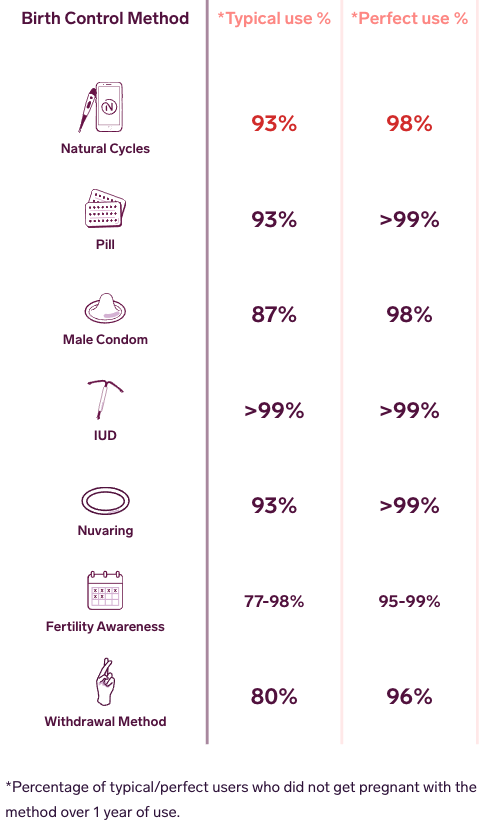 Birth Control Method *Typical use % *Perfect use %
N
Natural Cycles 93% 98%
Pill 93% >99%
Male Condom 87% 98%
IUD >99% >99%
Nuvaring 93% >99%
x x x x
x x
Fertility Awareness 77-98% 95-99%
Withdrawal Method 80% 96%
*Percentage of typical/perfect users who did not get pregnant with the
method over 1 year of use.